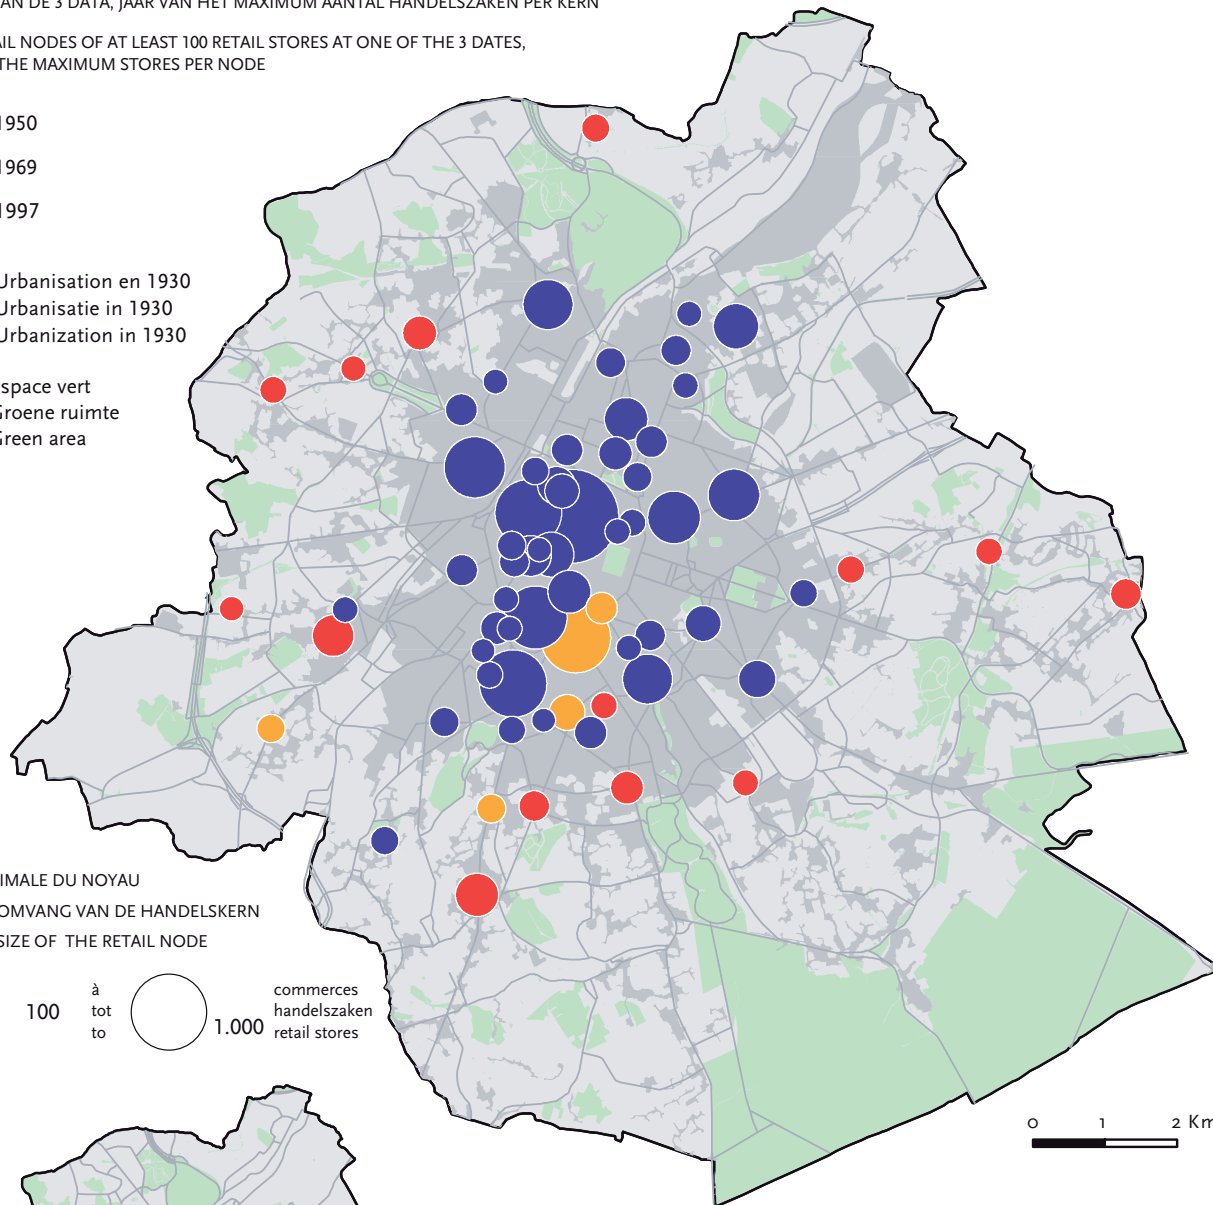 AN DE 3 DATA, JAAR VAN HET MAXIMUM AANTAL HANDELSZAKEN PER KERN
AIL NODES OF AT LEAST 100 RETAIL STORES AT ONE OF THE 3 DATES,
THE MAXIMUM STORES PER NODE
1950
1969
1997
Urbanisation en 1930
Urbanisatie in 1930
Urbanization in 1930
space vert
Groene ruimte
Green area
IMALE DU NOYAU
OMVANG VAN DE HANDELSKERN
SIZE OF THE RETAIL NODE
100
à
tot
to
1.000
commerces
handelszaken
retail stores
0 1 2 Km